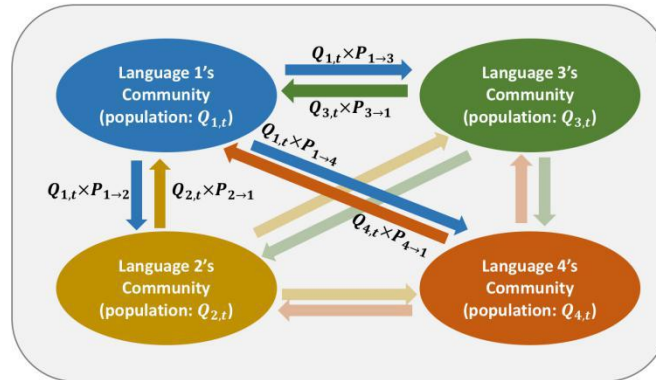 Language 1's
Community
(population: Q₁,ₜ)
Q₁,ₜ×P₁→₃
Q₃,ₜ×P₃→₁
Language 3's
Community
(population: Q₃,ₜ)
Q₁,ₜ×P₁→₄
Q₄,ₜ×P₄→₁
Q₁,ₜ×P₁→₂
Q₂,ₜ×P₂→₁
Language 2's
Community
(population: Q₂,ₜ)
Language 4's
Community
(population: Q₄,ₜ)